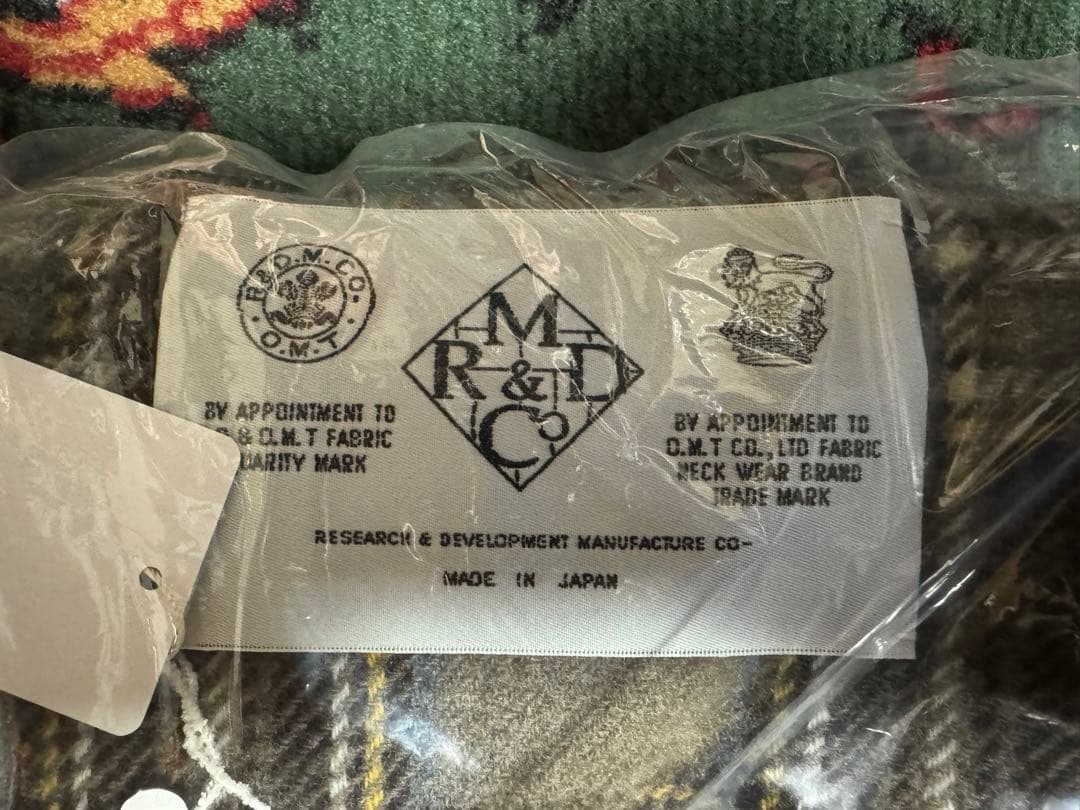 R&D.M.CO-
O.M.T
BY APPOINTMENT TO
& O.M.T FABRIC
MARK
M
R & D
Co
BY APPOINTMENT TO
O.M.T CO.,LTD FABRIC
NECK WEAR BRAND
TRADE MARK
RESEARCH & DEVELOPMENT MANUFACTURE CO-
MADE IN JAPAN